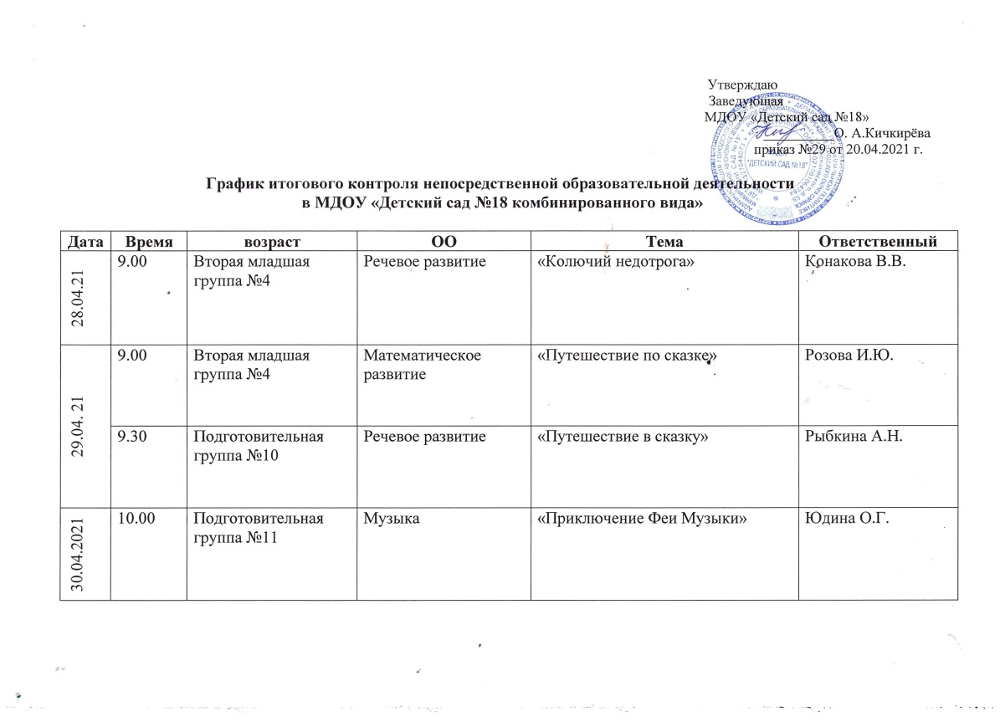 Утверждаю
Заведующая
МДОУ «Детский сад №18»
О. А.Кичкирёва
приказ №29 от 20.04.2021 г.
"ДЕТСКИЙ САД №18"
График итогового контроля непосредственной образовательной деятельности
в МДОУ «Детский сад №18 комбинированного вида»
Дата Время возраст ОО Тема Ответственный
28.04.21
9.00 Вторая младшая Речевое развитие «Колючий недотрога» Конакова В.В.
группа №4
29.04. 21
9.00 Вторая младшая Математическое «Путешествие по сказке» Розова И.Ю.
группа №4 развитие
9.30 Подготовительная Речевое развитие «Путешествие в сказку» Рыбкина А.Н.
группа №10
30.04.2021
10.00 Подготовительная Музыка «Приключение Феи Музыки» Юдина О.Г.
группа №11